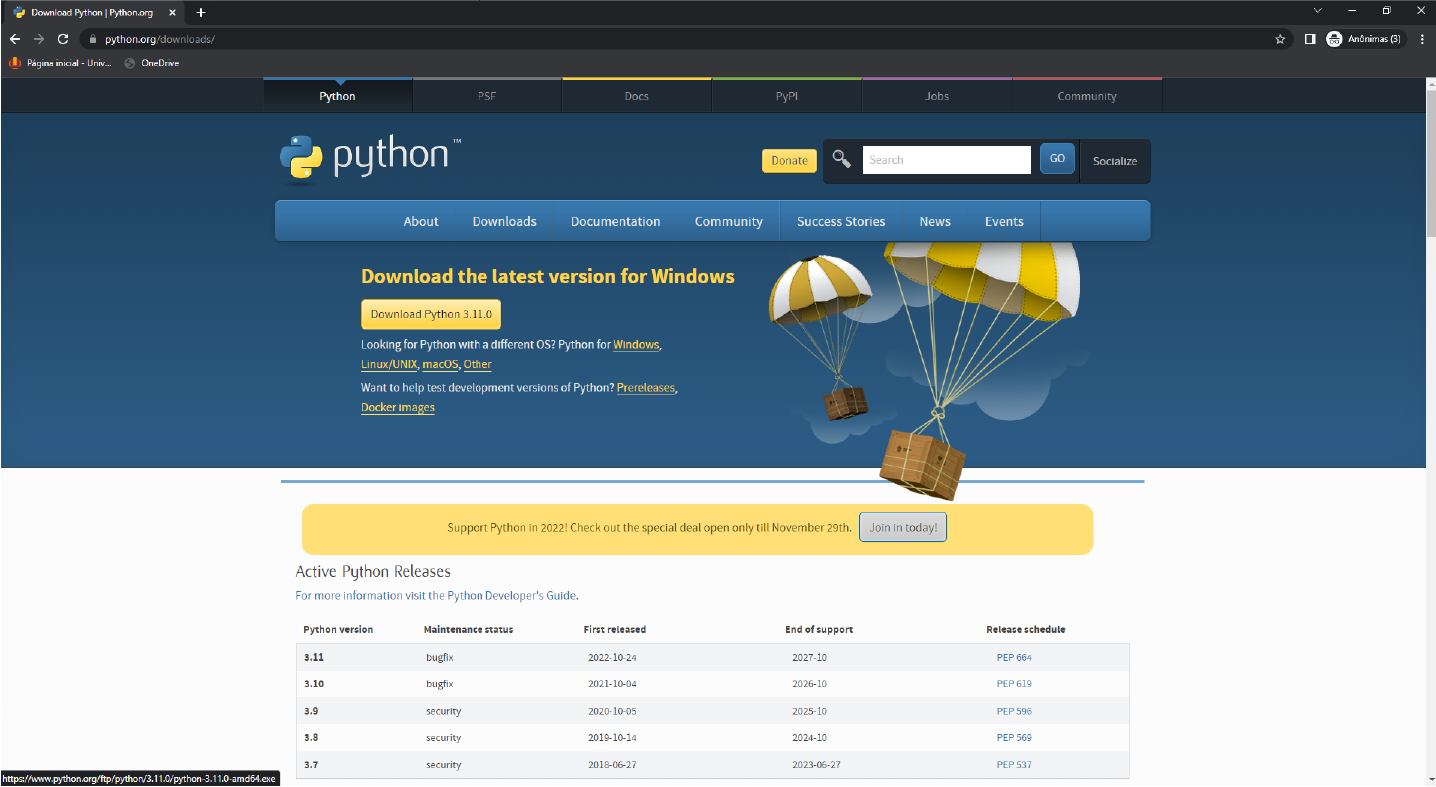 Download Python | Python.org
python.org/downloads/
Anônimas (3)
Página inicial - Univ...
OneDrive
Python PSF Docs PyPI Jobs Community
python™
Donate
Search
GO
Socialize
About Downloads Documentation Community Success Stories News Events
Download the latest version for Windows
Download Python 3.11.0
Looking for Python with a different OS? Python for Windows,
Linux/UNIX, macOS, Other
Want to help test development versions of Python? Prereleases,
Docker images
Support Python in 2022! Check out the special deal open only till November 29th. Join in today!
Active Python Releases
For more information visit the Python Developer's Guide.
Python version Maintenance status First released End of support Release schedule
3.11 bugfix 2022-10-24 2027-10 PEP 664
3.10 bugfix 2021-10-04 2026-10 PEP 619
3.9 security 2020-10-05 2025-10 PEP 596
3.8 security 2019-10-14 2024-10 PEP 569
3.7 security 2018-06-27 2023-06-27 PEP 537
https://www.python.org/ftp/python/3.11.0/python-3.11.0-amd64.exe